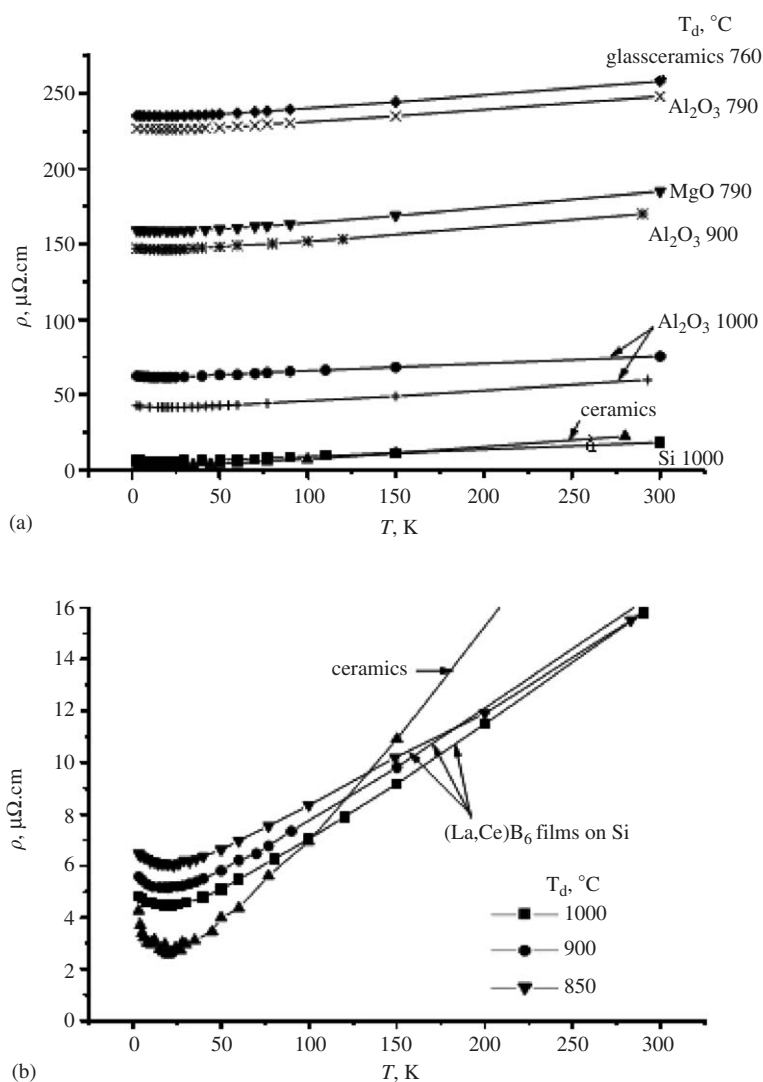 T_d, °C
glassceramics 760
Al₂O₃ 790
MgO 790
Al₂O₃ 900
Al₂O₃ 1000
ceramics
Si 1000
250
200
150
100
50
0
ρ, μΩ.cm
0 50 100 150 200 250 300
T, K
(a)
16
14
12
10
8
6
4
2
0
ρ, μΩ.cm
ceramics
(La,Ce)B₆ films on Si
T_d, °C
1000
900
850
0 50 100 150 200 250 300
T, K
(b)